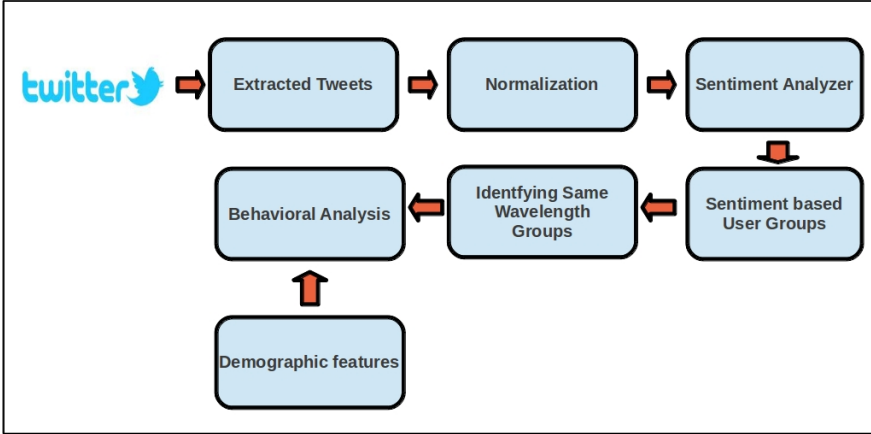 twitter
Extracted Tweets
Normalization
Sentiment Analyzer
Sentiment based
User Groups
Identfying Same
Wavelength
Groups
Behavioral Analysis
Demographic features